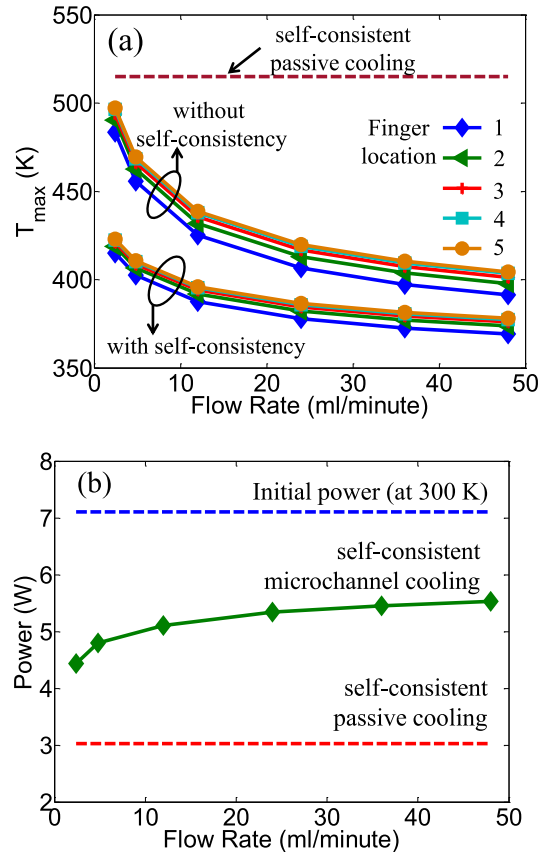 (a)
self-consistent
passive cooling
without
self-consistency
Finger
location
1
2
3
4
5
with self-consistency
T_max (K)
500
450
400
350
0 10 20 30 40 50
Flow Rate (ml/minute)
(b)
Initial power (at 300 K)
self-consistent
microchannel cooling
self-consistent
passive cooling
Power (W)
8
7
6
5
4
3
2
0 10 20 30 40 50
Flow Rate (ml/minute)